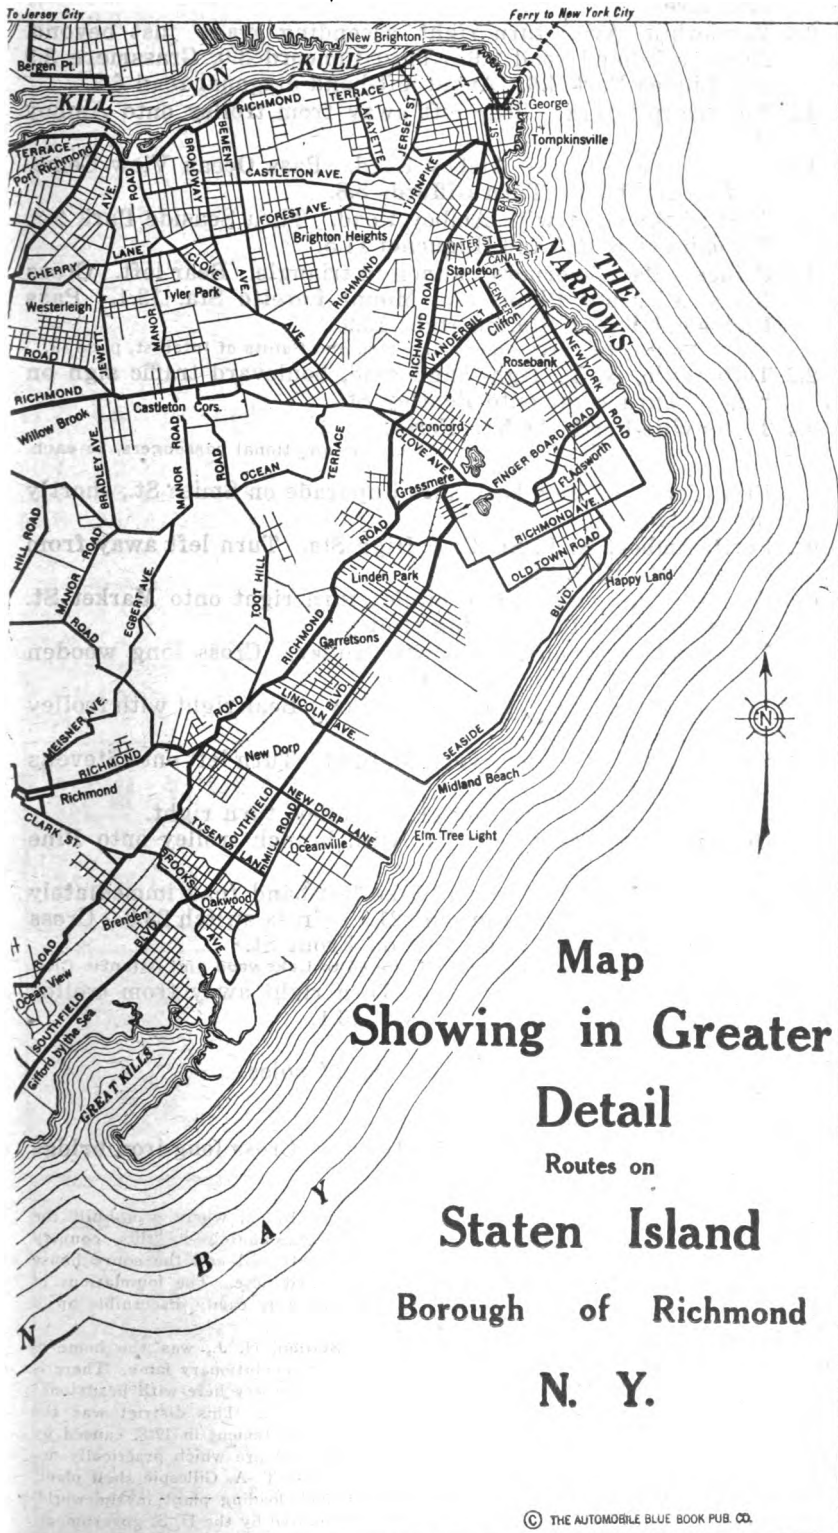 To Jersey City
Ferry to New York City
New Brighton
Bergen Pt.
KILL VON KULL
St. George
Tompkinsville
RICHMOND TERRACE
LAFAYETTE
JERSEY ST.
TERRACE
Port Richmond
AVE.
ROAD
BROADWAY
BEMENT
AVE.
CASTLETON AVE.
TURNPIKE
BAY ST.
FOREST AVE.
Brighton Heights
CHERRY LANE
CLOVE AVE.
Tyler Park
Westerleigh
JEWET
MANOR
RICHMOND
ROAD
WATER ST.
CANAL ST.
Stapleton
THE NARROWS
CENTER
VANDERBILT
Clifton
RICHMOND ROAD
Rosebank
NEW YORK
ROAD
RICHMOND
Castleton Cors.
Willow Brook
Concord
CLOVE AVE.
BRADLEY AVE.
MANOR ROAD
ROAD
OCEAN TERRACE
Grassmere
FINGER BOARD ROAD
Fladsworth
HILL ROAD
MANOR ROAD
ROAD
RICHMOND AVE.
OLD TOWN ROAD
Linden Park
Happy Land
BLVD.
EGBERT AVE.
TOOT HILL
RICHMOND ROAD
Garretsons
LINCOLN AVE.
BLVD.
SEASIDE
MEISNER AVE.
RICHMOND
ROAD
New Dorp
Midland Beach
N
Richmond
SOUTHFIELD
NEW DORP LANE
Elm Tree Light
CLARK ST.
TYSEN LANE
MILL ROAD
Oceanville
BROOKS AVE.
Oakwood
Brenden
BLVD.
ROAD
Ocean View
SOUTHFIELD
Gifford by the Sea
GREAT KILLS
N BAY
Map
Showing in Greater
Detail
Routes on
Staten Island
Borough of Richmond
N. Y.
© THE AUTOMOBILE BLUE BOOK PUB. CO.